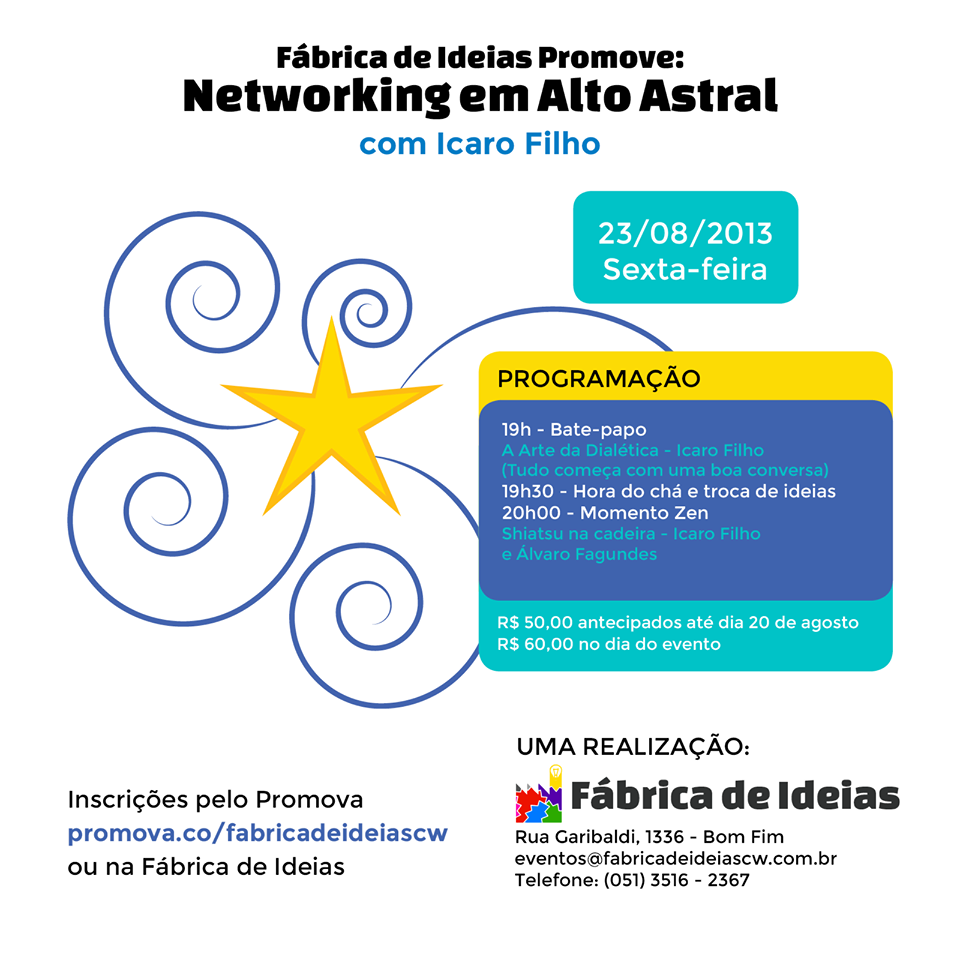 Fábrica de Ideias Promove:
Networking em Alto Astral
com Icaro Filho
23/08/2013
Sexta-feira
PROGRAMAÇÃO
19h - Bate-papo
A Arte da Dialética - Icaro Filho
(Tudo começa com uma boa conversa)
19h30 - Hora do chá e troca de ideias
20h00 - Momento Zen
Shiatsu na cadeira - Icaro Filho
e Álvaro Fagundes
R$ 50,00 antecipados até dia 20 de agosto
R$ 60,00 no dia do evento
Inscrições pelo Promova
promova.co/fabricadeideiascw
ou na Fábrica de Ideias
UMA REALIZAÇÃO:
Fábrica de Ideias
Rua Garibaldi, 1336 - Bom Fim
eventos@fabricadeideiascw.com.br
Telefone: (051) 3516 - 2367